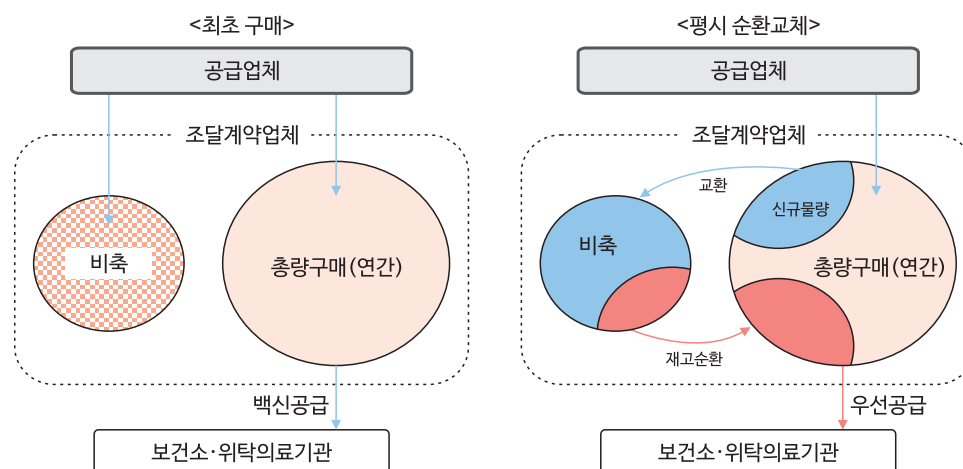 <최초 구매>
공급업체
조달계약업체
비축
총량구매(연간)
백신공급
보건소·위탁의료기관
<평시 순환교체>
공급업체
조달계약업체
교환
신규물량
비축
총량구매(연간)
재고순환
우선공급
보건소·위탁의료기관